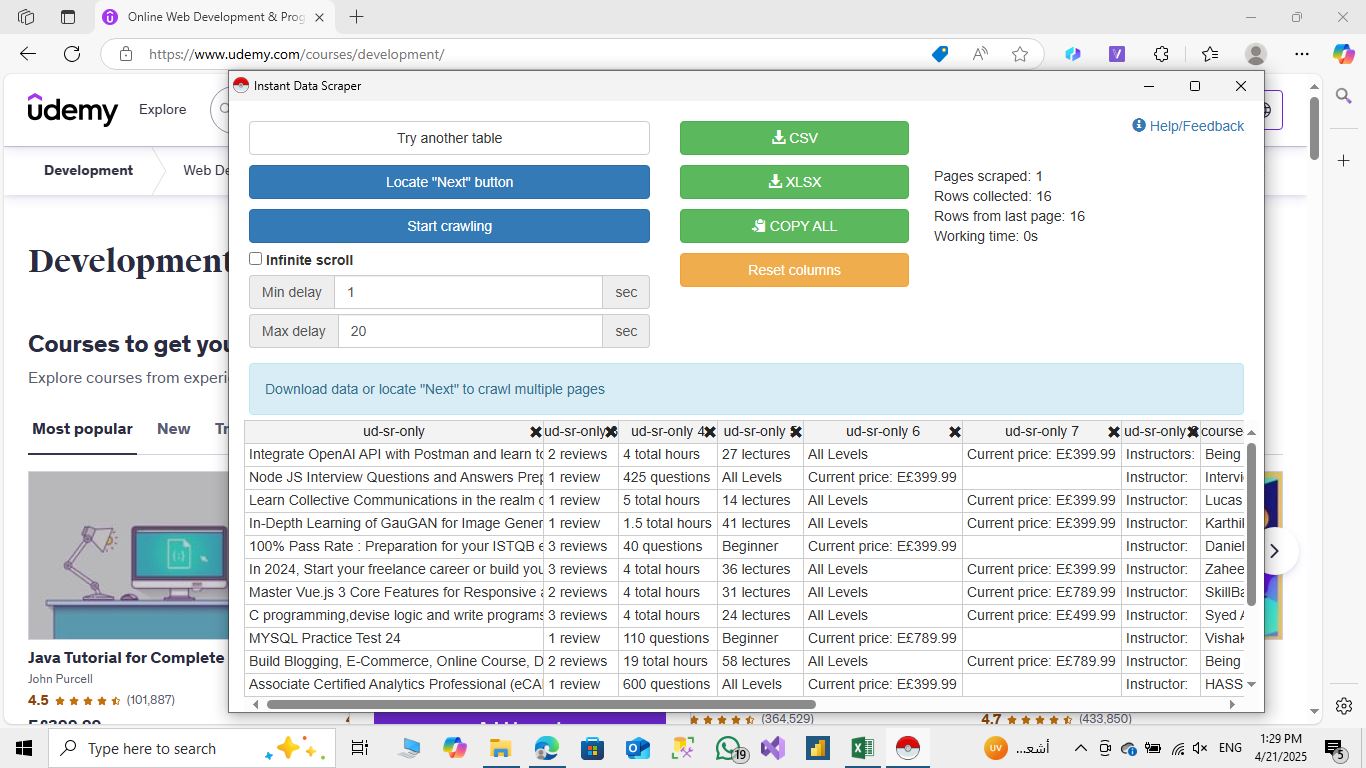 Online Web Development & Prog
https://www.udemy.com/courses/development/
Instant Data Scraper
udemy
Explore
Development
Web De
Development
Courses to get you
Explore courses from experi
Most popular
New
Tr
Java Tutorial for Complete
John Purcell
4.5
(101,887)
Try another table
Locate "Next" button
Start crawling
Infinite scroll
Min delay
1
sec
Max delay
20
sec
CSV
XLSX
COPY ALL
Reset columns
Help/Feedback
Pages scraped: 1
Rows collected: 16
Rows from last page: 16
Working time: 0s
Download data or locate "Next" to crawl multiple pages
ud-sr-only ud-sr-only ud-sr-only 4 ud-sr-only ud-sr-only 6 ud-sr-only 7 ud-sr-only course
Integrate OpenAI API with Postman and learn to 2 reviews 4 total hours 27 lectures All Levels Current price: E£399.99 Instructors: Being
Node JS Interview Questions and Answers Prep 1 review 425 questions All Levels Current price: E£399.99 Instructor: Intervi
Learn Collective Communications in the realm o 1 review 5 total hours 14 lectures All Levels Current price: E£399.99 Instructor: Lucas
In-Depth Learning of GauGAN for Image Gener 1 review 1.5 total hours 41 lectures All Levels Current price: E£399.99 Instructor: Karthik
100% Pass Rate : Preparation for your ISTQB e 3 reviews 40 questions Beginner Current price: E£399.99 Instructor: Daniel
In 2024, Start your freelance career or build you 3 reviews 4 total hours 36 lectures All Levels Current price: E£399.99 Instructor: Zahee
Master Vue.js 3 Core Features for Responsive a 2 reviews 4 total hours 31 lectures All Levels Current price: E£789.99 Instructor: SkillBa
C programming,devise logic and write programs 3 reviews 4 total hours 24 lectures All Levels Current price: E£499.99 Instructor: Syed A
MYSQL Practice Test 24 1 review 110 questions Beginner Current price: E£789.99 Instructor: Vishak
Build Blogging, E-Commerce, Online Course, D 2 reviews 19 total hours 58 lectures All Levels Current price: E£789.99 Instructor: Being
Associate Certified Analytics Professional (eCA 1 review 600 questions All Levels Current price: E£399.99 Instructor: HASS
(364,529)
4.7
(433,850)
Type here to search
19
UV
أشع...
ENG
1:29 PM
4/21/2025
5